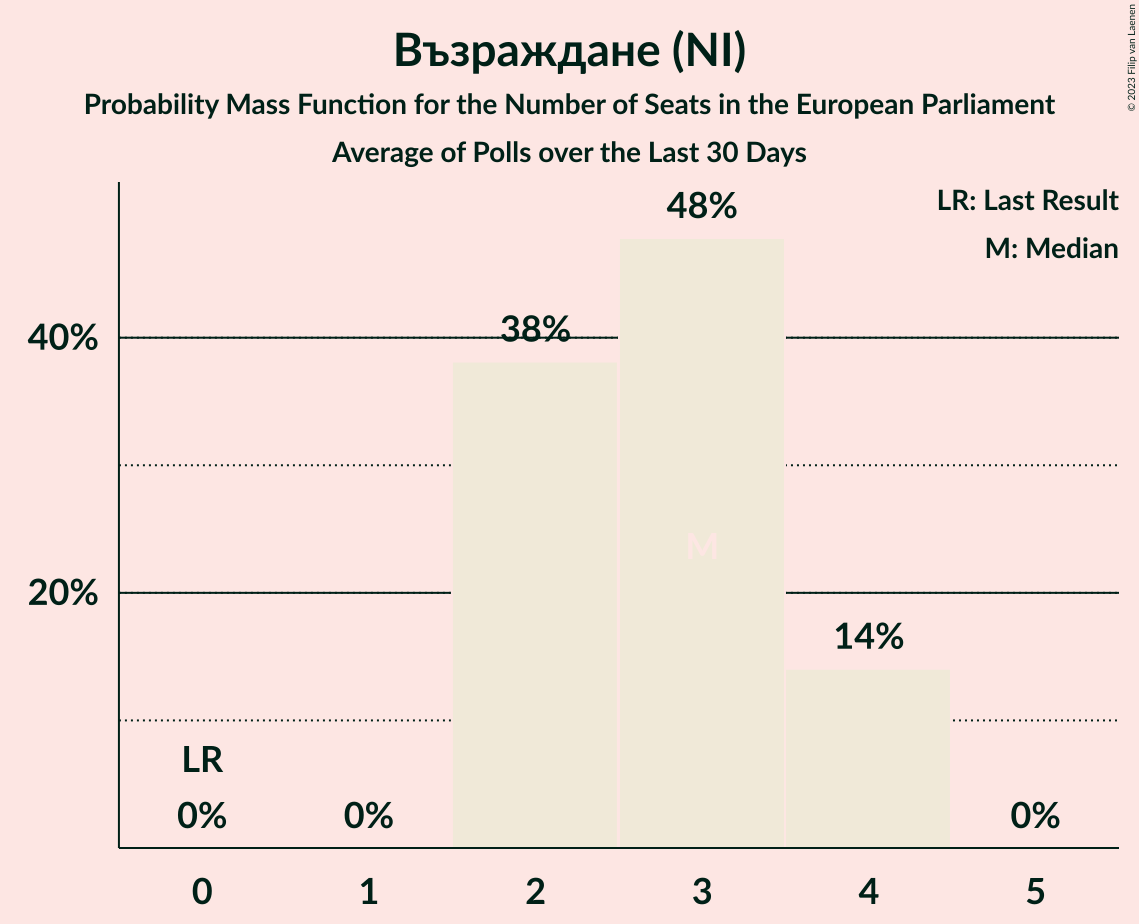 Възраждане (NI)
Probability Mass Function for the Number of Seats in the European Parliament
Average of Polls over the Last 30 Days
© 2023 Filip van Laenen
LR: Last Result
M: Median
48%
38%
40%
M
20%
14%
LR
0%
0%
0%
0
1
2
3
4
5